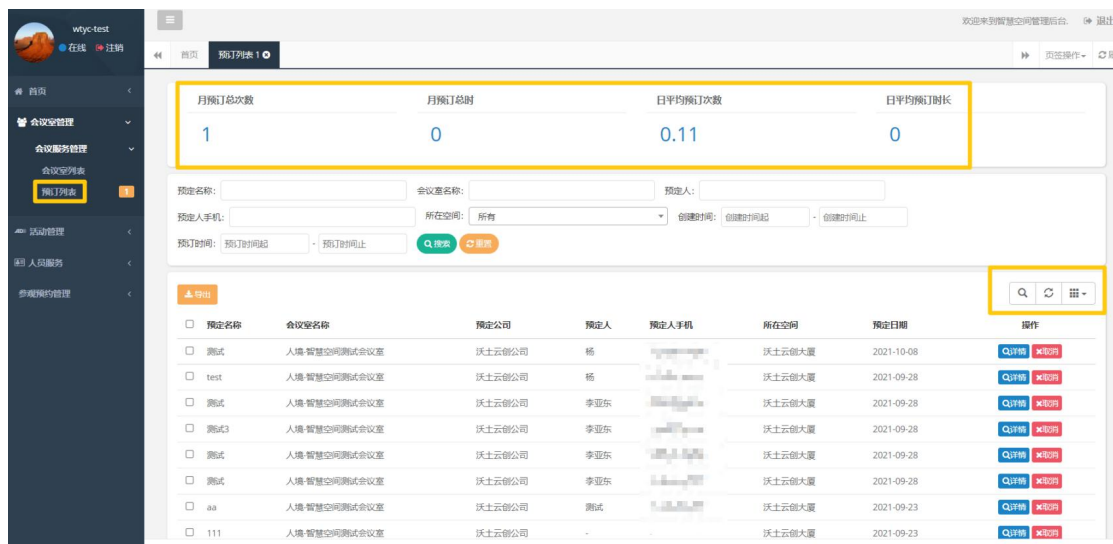 wtyc-test
在线 注销
欢迎来到智慧空间管理后台. 退出
首页 预订列表 1
页签操作
首页
会议室管理
会议服务管理
会议室列表
预订列表 1
活动管理
人员服务
参观预约管理
月预订总次数 月预订总时 日平均预订次数 日平均预订时长
1 0 0.11 0
预定名称: 会议室名称: 预定人:
预定人手机: 所在空间: 所有 创建时间: 创建时间起 - 创建时间止
预订时间: 预订时间起 - 预订时间止 搜索 重置
导出
预定名称 会议室名称 预定公司 预定人 预定人手机 所在空间 预定日期 操作
测试 人境-智慧空间测试会议室 沃土云创公司 杨 沃土云创大厦 2021-10-08 详情 取消
test 人境-智慧空间测试会议室 沃土云创公司 杨 沃土云创大厦 2021-09-28 详情 取消
测试 人境-智慧空间测试会议室 沃土云创公司 李亚东 沃土云创大厦 2021-09-28 详情 取消
测试3 人境-智慧空间测试会议室 沃土云创公司 李亚东 沃土云创大厦 2021-09-28 详情 取消
测试 人境-智慧空间测试会议室 沃土云创公司 李亚东 沃土云创大厦 2021-09-28 详情 取消
测试 人境-智慧空间测试会议室 沃土云创公司 李亚东 沃土云创大厦 2021-09-28 详情 取消
aa 人境-智慧空间测试会议室 沃土云创公司 测试 沃土云创大厦 2021-09-23 详情 取消
111 人境-智慧空间测试会议室 沃土云创公司 - 沃土云创大厦 2021-09-23 详情 取消